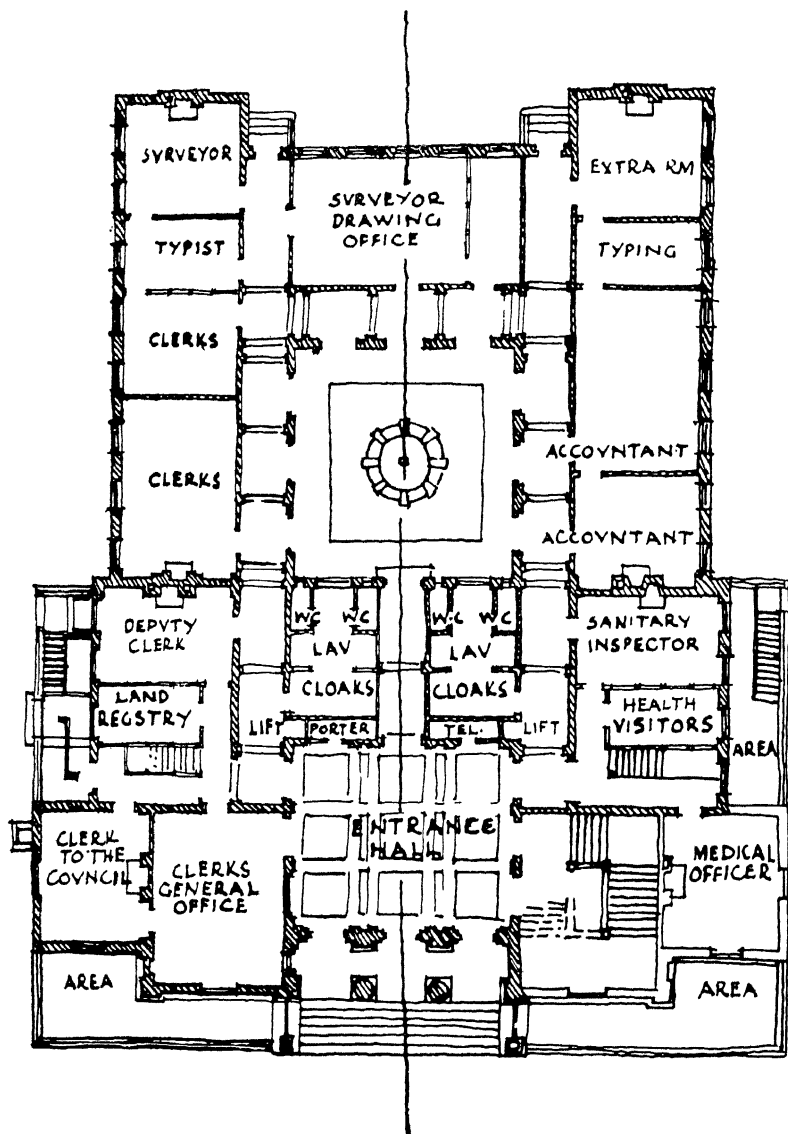 SVRVEYOR
SVRVEYOR
DRAWING
OFFICE
EXTRA RM
TYPIST
TYPING
CLERKS
CLERKS
ACCOVNTANT
ACCOVNTANT
DEPVTY
CLERK
WC WC
LAV
CLOAKS
WC WC
LAV
CLOAKS
SANITARY
INSPECTOR
LAND
REGISTRY
LIFT
PORTER
TEL.
LIFT
HEALTH
VISITORS
AREA
ENTRANCE
HALL
CLERK
TO THE
COVNCIL
CLERKS
GENERAL
OFFICE
MEDICAL
OFFICER
AREA
AREA